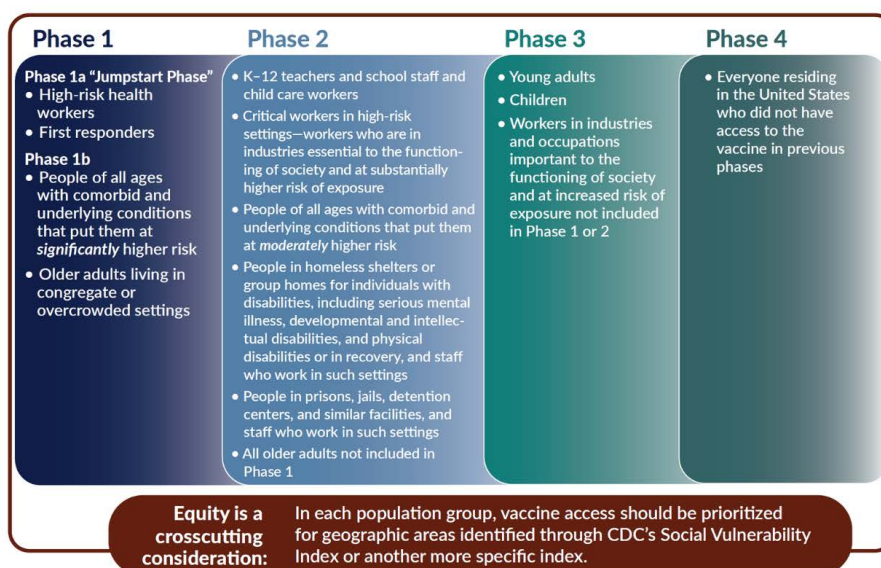 Phase 1
Phase 1a “Jumpstart Phase”
• High-risk health
workers
• First responders
Phase 1b
• People of all ages
with comorbid and
underlying conditions
that put them at
significantly higher risk
• Older adults living in
congregate or
overcrowded settings
Phase 2
• K–12 teachers and school staff and
child care workers
• Critical workers in high-risk
settings—workers who are in
industries essential to the function-
ing of society and at substantially
higher risk of exposure
• People of all ages with comorbid and
underlying conditions that put them
at moderately higher risk
• People in homeless shelters or
group homes for individuals with
disabilities, including serious mental
illness, developmental and intellec-
tual disabilities, and physical
disabilities or in recovery, and staff
who work in such settings
• People in prisons, jails, detention
centers, and similar facilities, and
staff who work in such settings
• All older adults not included in
Phase 1
Phase 3
• Young adults
• Children
• Workers in industries
and occupations
important to the
functioning of society
and at increased risk of
exposure not included
in Phase 1 or 2
Phase 4
• Everyone residing
in the United States
who did not have
access to the
vaccine in previous
phases
Equity is a
crosscutting
consideration:
In each population group, vaccine access should be prioritized
for geographic areas identified through CDC’s Social Vulnerability
Index or another more specific index.